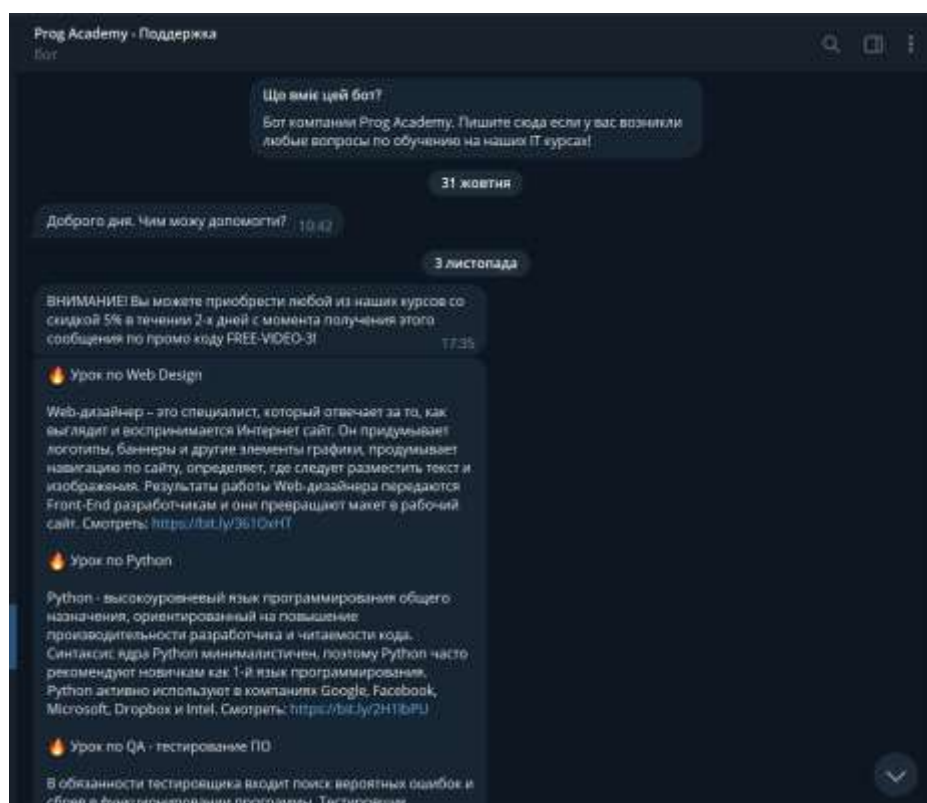 Prog Academy - Поддержка
бот
Що вміє цей бот?
Бот компании Prog Academy. Пишите сюда если у вас возникли
любые вопросы по обучению на наших IT курсах!
31 жовтня
Доброго дня. Чим можу допомогти? 10:42
3 листопада
ВНИМАНИЕ! Вы можете приобрести любой из наших курсов со
скидкой 5% в течении 2-х дней с момента получения этого
сообщения по промо коду FREE-VIDEO-3!
17:35
🔥 Урок по Web Design
Web-дизайнер – это специалист, который отвечает за то, как
выглядит и воспринимается Интернет сайт. Он придумывает
логотипы, баннеры и другие элементы графики, продумывает
навигацию по сайту, определяет, где следует разместить текст и
изображения. Результаты работы Web-дизайнера передаются
Front-End разработчикам и они превращают макет в рабочий
сайт. Смотреть:
🔥 Урок по Python
Python - высокоуровневый язык программирования общего
назначения, ориентированный на повышение
производительности разработчика и читаемости кода.
Синтаксис ядра Python минималистичен, поэтому Python часто
рекомендуют новичкам как 1-й язык программирования.
Python активно используют в компаниях Google, Facebook,
Microsoft, Dropbox и Intel. Смотреть:
🔥 Урок по QA - тестирование ПО
В обязанности тестировщика входит поиск вероятных ошибок и
сбоев в функционировании программы. Тестировщик